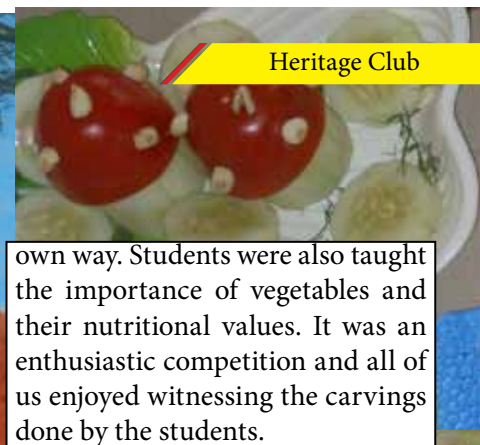 Heritage Club
own way. Students were also taught
the importance of vegetables and
their nutritional values. It was an
enthusiastic competition and all of
us enjoyed witnessing the carvings
done by the students.